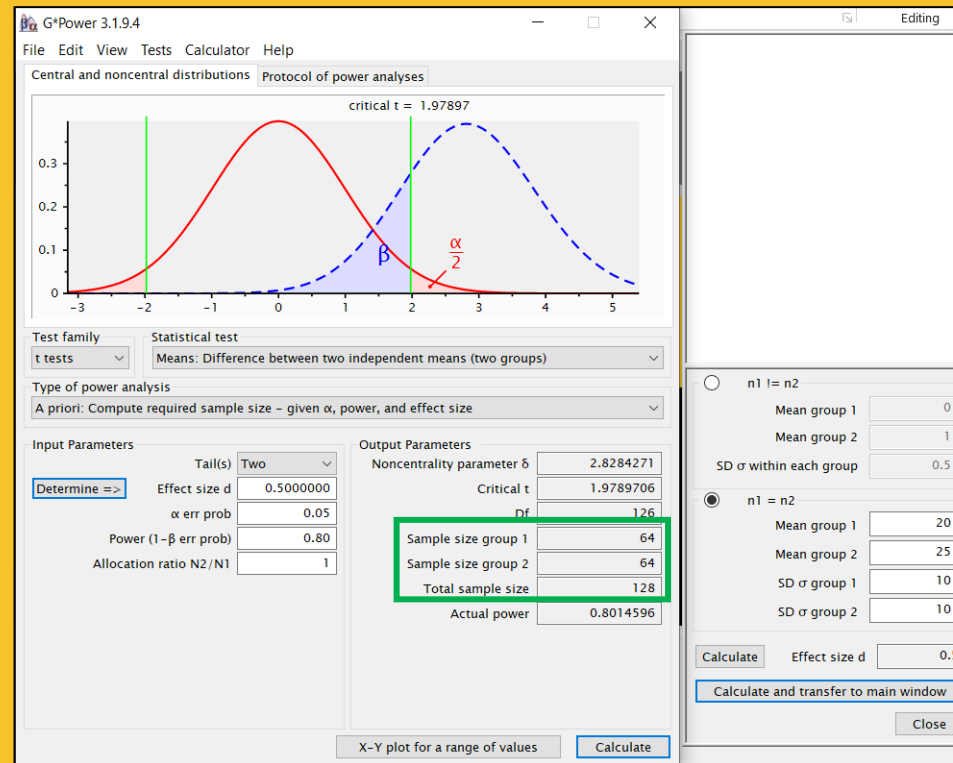 G*Power 3.1.9.4
File Edit View Tests Calculator Help
Central and noncentral distributions Protocol of power analyses
critical t = 1.97897
0.3
0.2
0.1
0
β
α
2
-3 -2 -1 0 1 2 3 4 5
Test family Statistical test
t tests Means: Difference between two independent means (two groups)
Type of power analysis
A priori: Compute required sample size – given α, power, and effect size
Input Parameters
Tail(s) Two
Determine => Effect size d 0.5000000
α err prob 0.05
Power (1-β err prob) 0.80
Allocation ratio N2/N1 1
Output Parameters
Noncentrality parameter δ 2.8284271
Critical t 1.9789706
Df 126
Sample size group 1 64
Sample size group 2 64
Total sample size 128
Actual power 0.8014596
X-Y plot for a range of values Calculate
Editing
n1 != n2
Mean group 1 0
Mean group 2 1
SD σ within each group 0.5
n1 = n2
Mean group 1 20
Mean group 2 25
SD σ group 1 10
SD σ group 2 10
Calculate Effect size d
Calculate and transfer to main window
Close